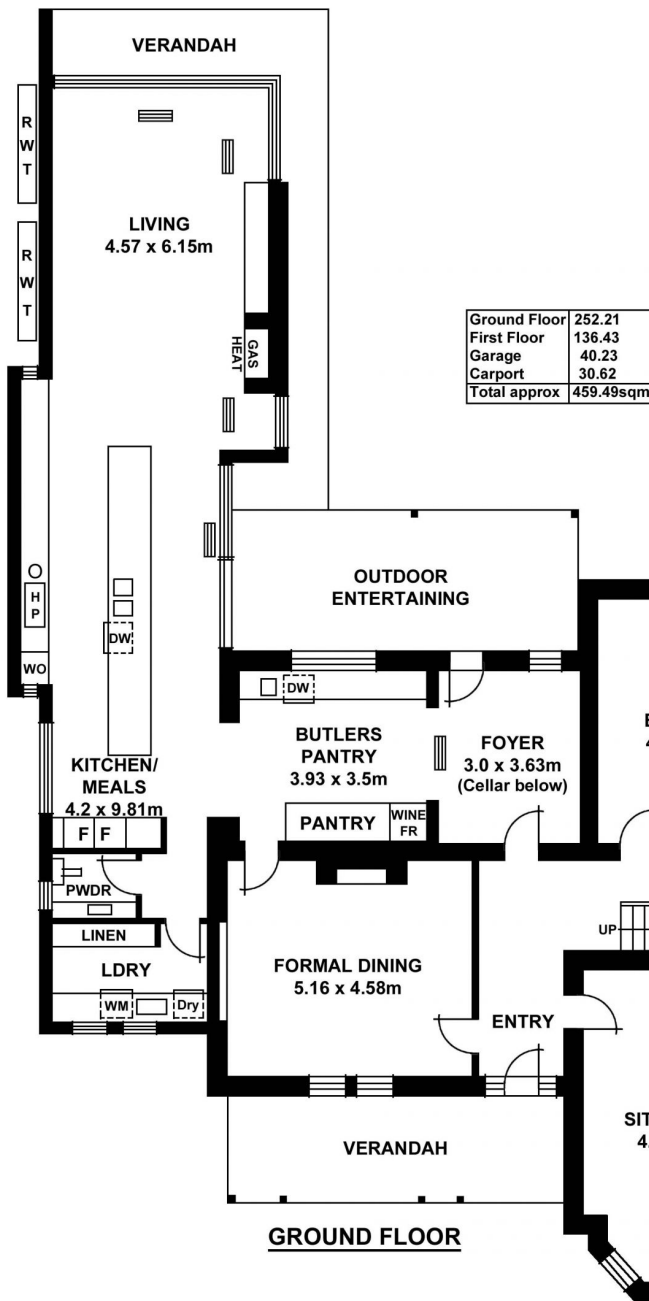 VERANDAH
R
W
T
LIVING
4.57 x 6.15m
R
W
T
GAS
HEAT
Ground Floor 252.21
First Floor 136.43
Garage 40.23
Carport 30.62
Total approx 459.49sqm
OUTDOOR
ENTERTAINING
H
P
DW
WO
DW
BUTLERS
PANTRY
3.93 x 3.5m
FOYER
3.0 x 3.63m
(Cellar below)
KITCHEN/
MEALS
4.2 x 9.81m
PANTRY
WINE
FR
F F
PWDR
LINEN
UP
LDRY
FORMAL DINING
5.16 x 4.58m
WM
Dry
ENTRY
SIT
4.
VERANDAH
GROUND FLOOR